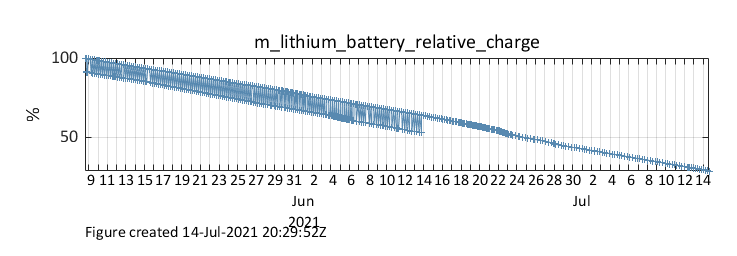 m_lithium_battery_relative_charge
100
%
50
9 11 13 15 17 19 21 23 25 27 29 31 2 4 6 8 10 12 14 16 18 20 22 24 26 28 30 2 4 6 8 10 12 14
Jun Jul
2021
Figure created 14-Jul-2021 20:29:52Z